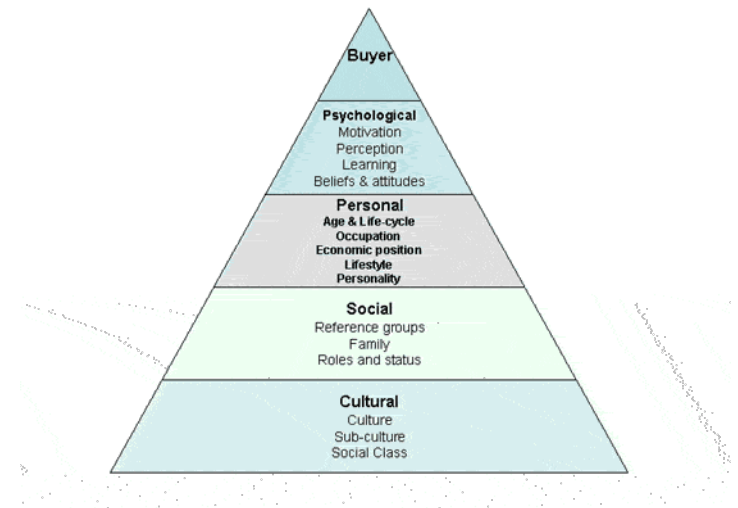 Buyer
Psychological
Motivation
Perception
Learning
Beliefs & attitudes
Personal
Age & Life-cycle
Occupation
Economic position
Lifestyle
Personality
Social
Reference groups
Family
Roles and status
Cultural
Culture
Sub-culture
Social Class